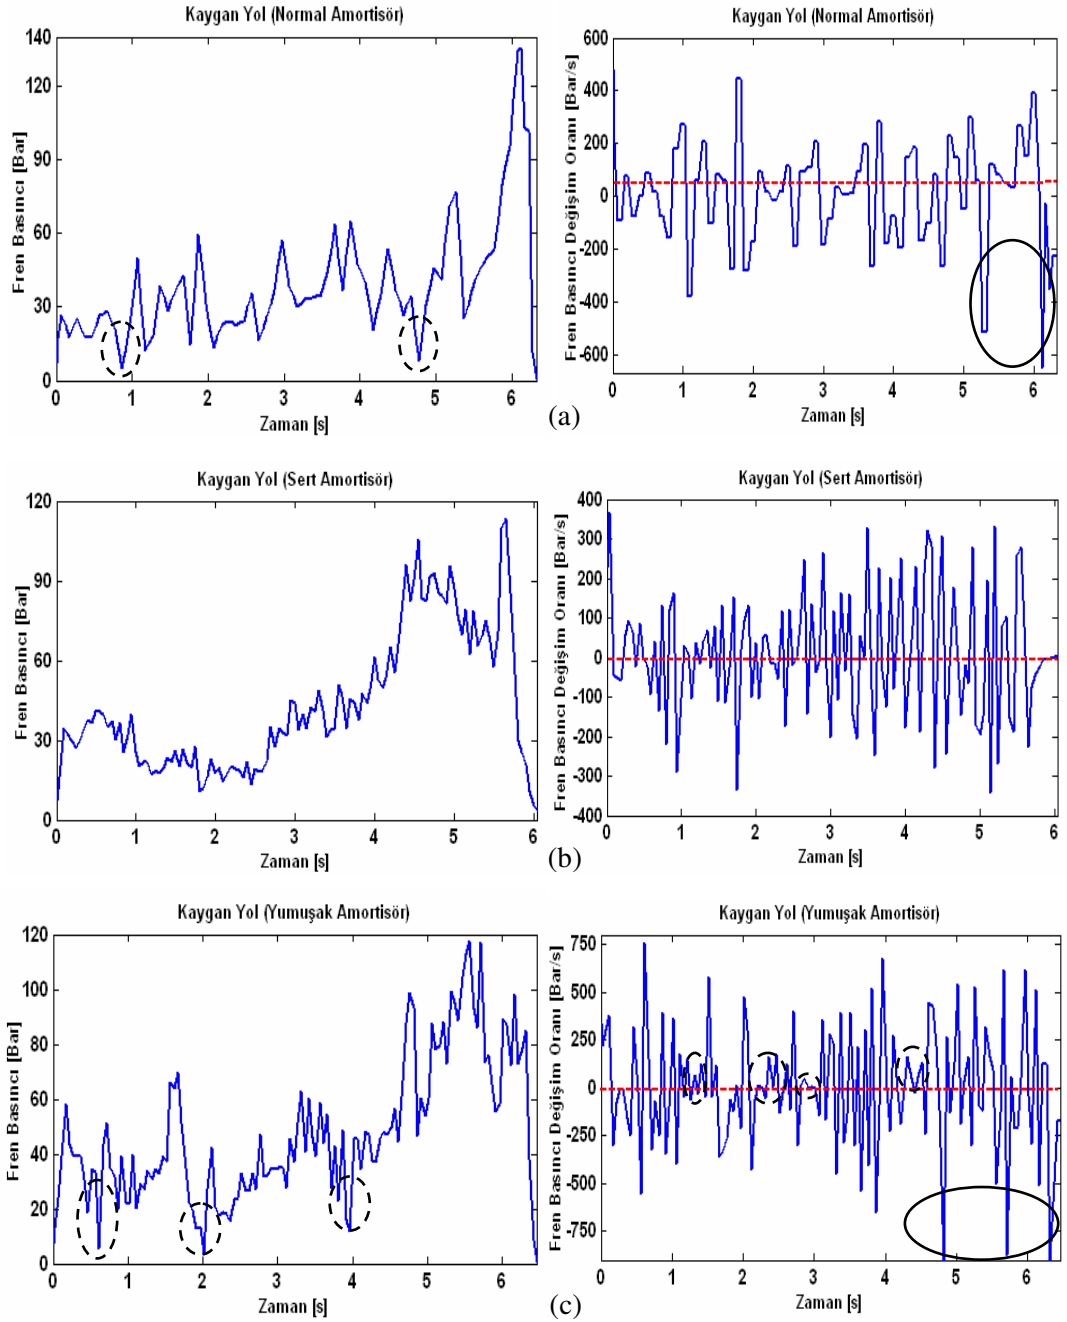 Kaygan Yol (Normal Amortisör)
Fren Basıncı [Bar]
140
120
90
60
30
0
0 1 2 3 4 5 6
Zaman [s]
Kaygan Yol (Normal Amortisör)
Fren Basıncı Değişim Oranı [Bar/s]
600
400
200
0
-200
-400
-600
0 1 2 3 4 5 6
Zaman [s]
(a)
Kaygan Yol (Sert Amortisör)
Fren Basıncı [Bar]
120
90
60
30
0
0 1 2 3 4 5 6
Zaman [s]
Kaygan Yol (Sert Amortisör)
Fren Basıncı Değişim Oranı [Bar/s]
400
300
200
100
0
-100
-200
-300
-400
0 1 2 3 4 5 6
Zaman [s]
(b)
Kaygan Yol (Yumuşak Amortisör)
Fren Basıncı [Bar]
120
100
80
60
40
20
0
0 1 2 3 4 5 6
Zaman [s]
Kaygan Yol (Yumuşak Amortisör)
Fren Basıncı Değişim Oranı [Bar/s]
750
500
250
0
-250
-500
-750
0 1 2 3 4 5 6
Zaman [s]
(c)